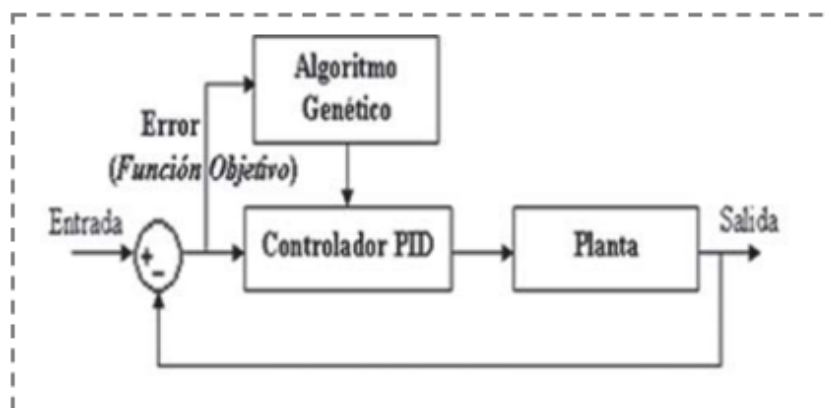 Algoritmo
Genético
Error
(Función Objetivo)
Entrada
+
-
Controlador PID
Planta
Salida